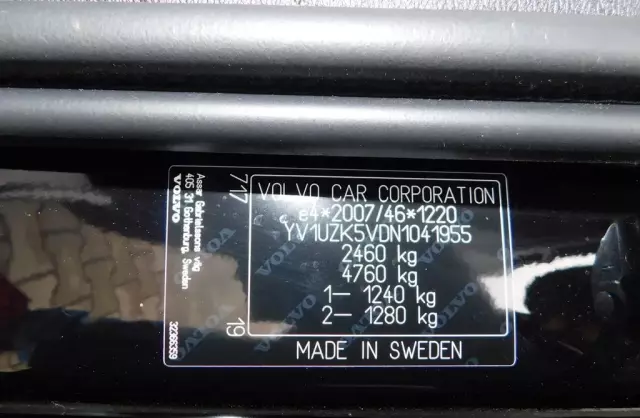 VOLVO CAR CORPORATION
e4*2007/46*1220
YV1UZK5VDN1041955
2460 kg
4760 kg
1– 1240 kg
2– 1280 kg
MADE IN SWEDEN
717
19
Assar Gabrielssons väg
405 31 Gothenburg, Sweden
VOLVO